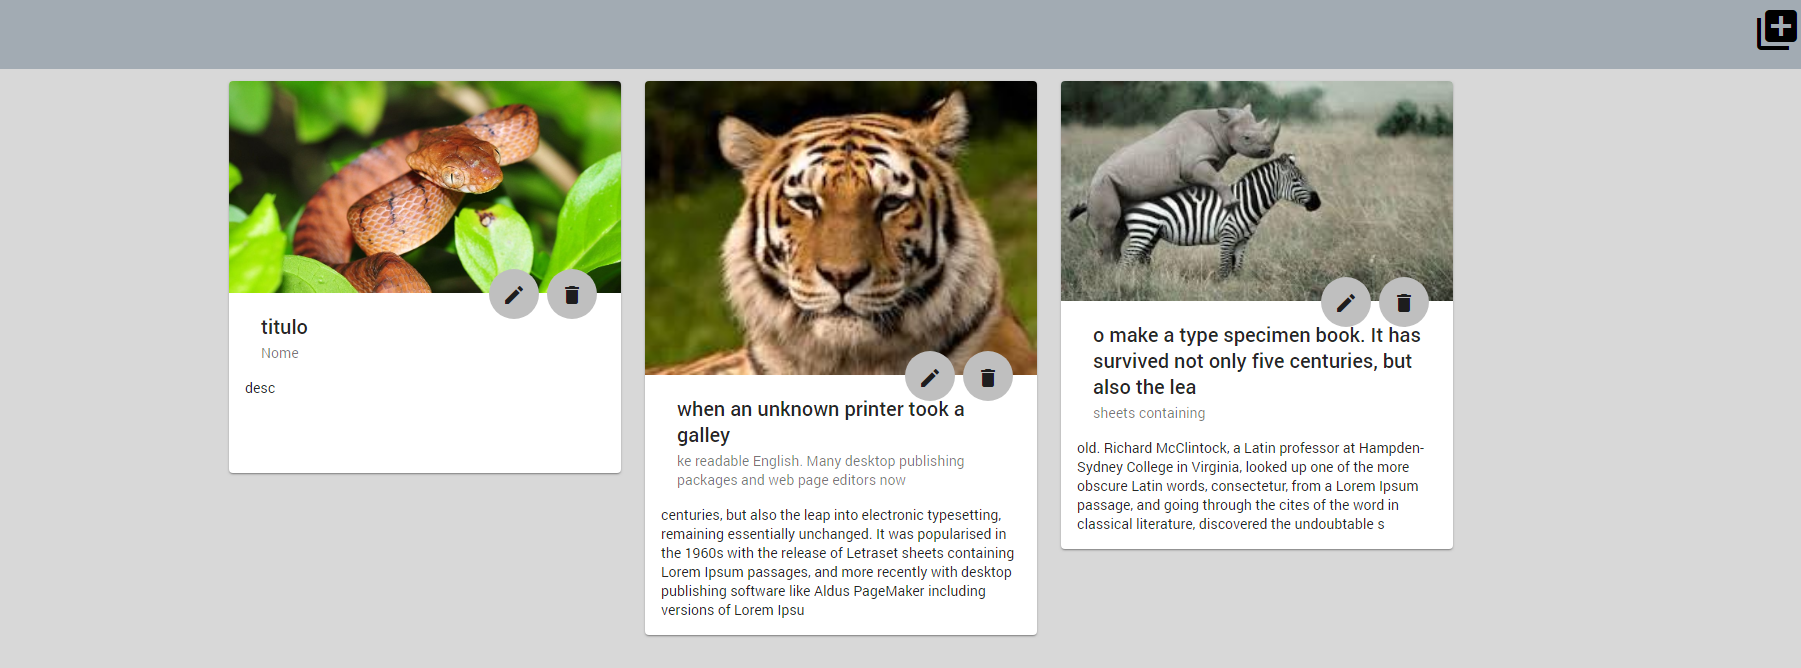 titulo
Nome
desc
when an unknown printer took a
galley
ke readable English. Many desktop publishing
packages and web page editors now
centuries, but also the leap into electronic typesetting,
remaining essentially unchanged. It was popularised in
the 1960s with the release of Letraset sheets containing
Lorem Ipsum passages, and more recently with desktop
publishing software like Aldus PageMaker including
versions of Lorem Ipsu
o make a type specimen book. It has
survived not only five centuries, but
also the lea
sheets containing
old. Richard McClintock, a Latin professor at Hampden-
Sydney College in Virginia, looked up one of the more
obscure Latin words, consectetur, from a Lorem Ipsum
passage, and going through the cites of the word in
classical literature, discovered the undoubtable s